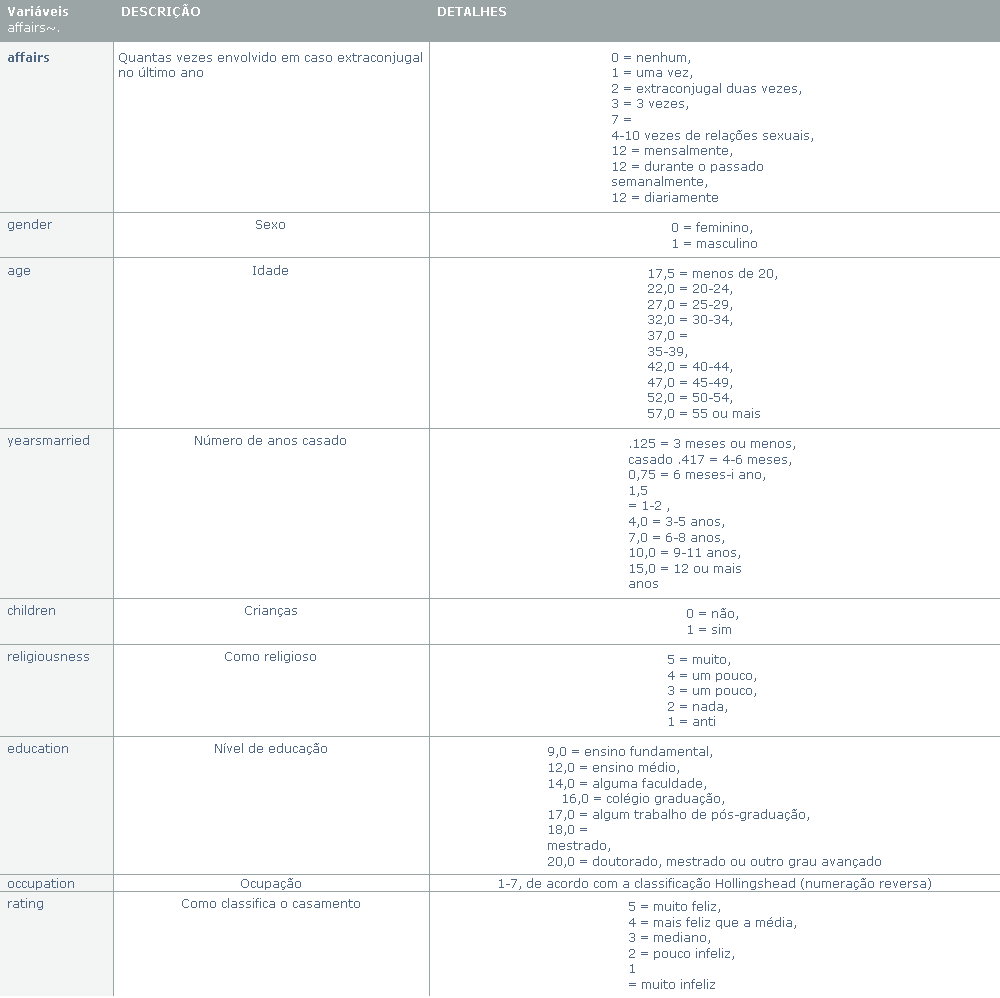 Variáveis DESCRIÇÃO DETALHES
affairs~.
affairs Quantas vezes envolvido em caso extraconjugal 0 = nenhum,
no último ano 1 = uma vez,
2 = extraconjugal duas vezes,
3 = 3 vezes,
7 =
4-10 vezes de relações sexuais,
12 = mensalmente,
12 = durante o passado
semanalmente,
12 = diariamente
gender Sexo 0 = feminino,
1 = masculino
age Idade 17,5 = menos de 20,
22,0 = 20-24,
27,0 = 25-29,
32,0 = 30-34,
37,0 =
35-39,
42,0 = 40-44,
47,0 = 45-49,
52,0 = 50-54,
57,0 = 55 ou mais
yearsmarried Número de anos casado .125 = 3 meses ou menos,
casado .417 = 4-6 meses,
0,75 = 6 meses-i ano,
1,5
= 1-2 ,
4,0 = 3-5 anos,
7,0 = 6-8 anos,
10,0 = 9-11 anos,
15,0 = 12 ou mais
anos
children Crianças 0 = não,
1 = sim
religiousness Como religioso 5 = muito,
4 = um pouco,
3 = um pouco,
2 = nada,
1 = anti
education Nível de educação 9,0 = ensino fundamental,
12,0 = ensino médio,
14,0 = alguma faculdade,
16,0 = colégio graduação,
17,0 = algum trabalho de pós-graduação,
18,0 =
mestrado,
20,0 = doutorado, mestrado ou outro grau avançado
occupation Ocupação 1-7, de acordo com a classificação Hollingshead (numeração reversa)
rating Como classifica o casamento 5 = muito feliz,
4 = mais feliz que a média,
3 = mediano,
2 = pouco infeliz,
1
= muito infeliz